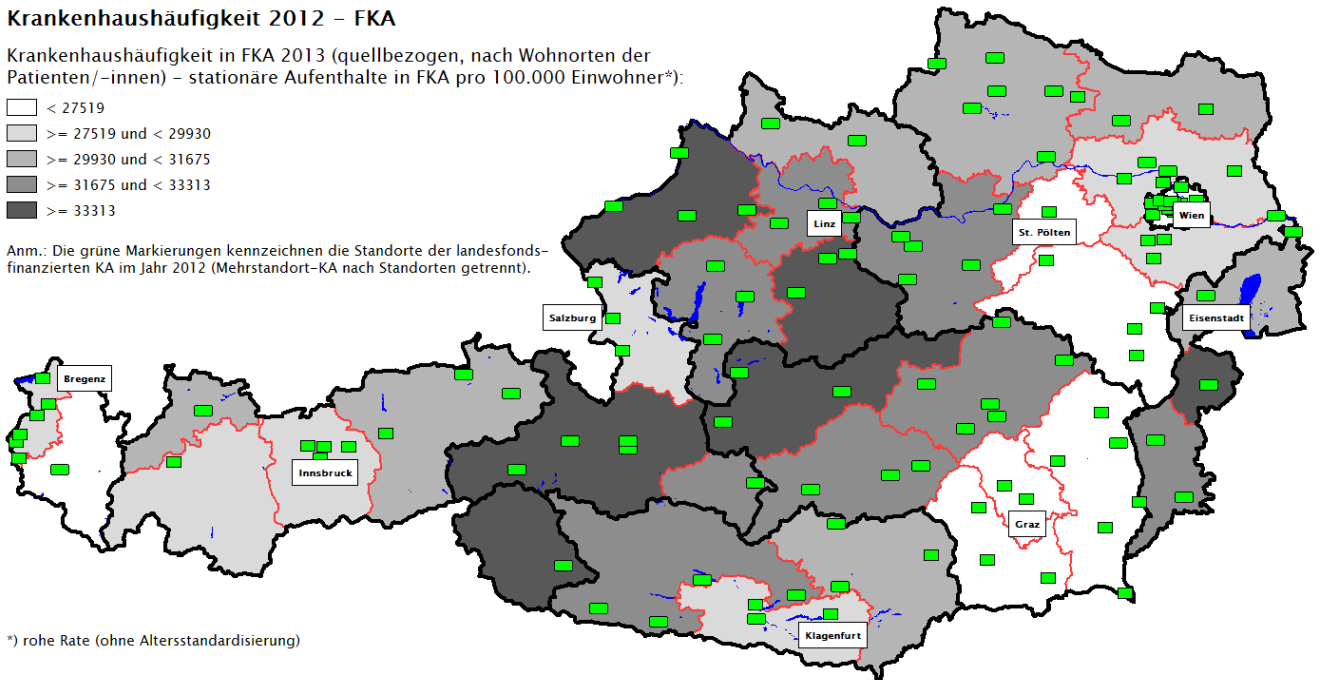 Krankenhaushäufigkeit 2012 – FKA
Krankenhaushäufigkeit in FKA 2013 (quellbezogen, nach Wohnorten der
Patienten/-innen) – stationäre Aufenthalte in FKA pro 100.000 Einwohner*):
< 27519
>= 27519 und < 29930
>= 29930 und < 31675
>= 31675 und < 33313
>= 33313
Anm.: Die grüne Markierungen kennzeichnen die Standorte der landesfonds-
finanzierten KA im Jahr 2012 (Mehrstandort-KA nach Standorten getrennt).
Linz
St. Pölten
Wien
Salzburg
Eisenstadt
Bregenz
Innsbruck
Graz
Klagenfurt
*) rohe Rate (ohne Altersstandardisierung)